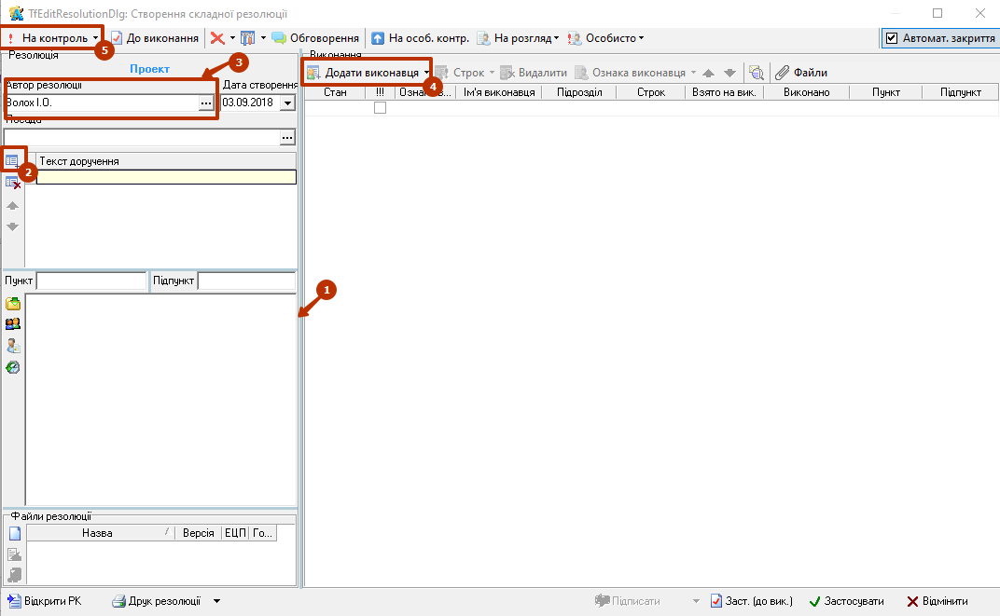 TfEditResolutionDlg: Створення складної резолюції
! На контроль До виконання Обговорення На особ. контр. На розгляд Особисто Автомат. закриття
5
Резолюція
Проект
3
Автор резолюції Дата створення
Волох І.О. ... 03.09.2018
Посада
...
2
Текст доручення
Пункт Підпункт
1
Файли резолюції
Назва / Версія ЕЦП Го...
Виконання
Додати виконавця Строк Видалити Ознака виконавця Файли
4
Стан !!! Ознака в... Ім'я виконавця Підрозділ Строк Взято на вик. Виконано Пункт Підпункт
Відкрити РК Друк резолюції Підписати Заст. (до вик.) Застосувати Відмінити